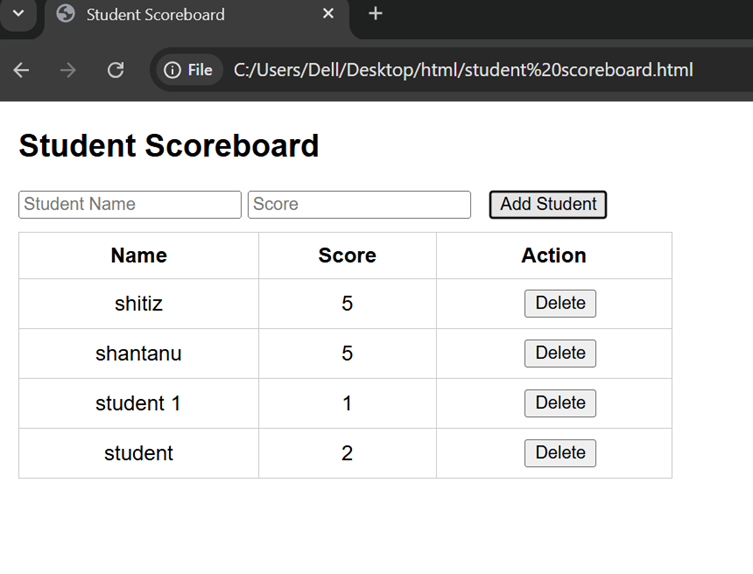 Student Scoreboard
File C:/Users/Dell/Desktop/html/student%20scoreboard.html
Student Scoreboard
Student Name Score Add Student
Name Score Action
shitiz 5 Delete
shantanu 5 Delete
student 1 1 Delete
student 2 Delete